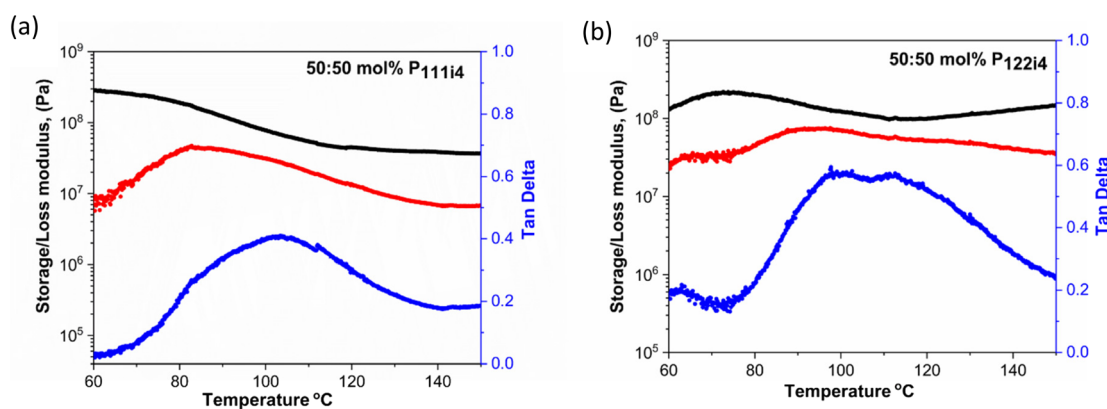 (a)
50:50 mol% P111i4
Storage/Loss modulus, (Pa)
10⁹
10⁸
10⁷
10⁶
10⁵
1.0
0.8
0.6
0.4
0.2
0.0
Tan Delta
60 80 100 120 140
Temperature ºC
(b)
50:50 mol% P122i4
Storage/Loss modulus, (Pa)
10⁹
10⁸
10⁷
10⁶
10⁵
1.0
0.8
0.6
0.4
0.2
0.0
Tan Delta
60 80 100 120 140
Temperature ºC